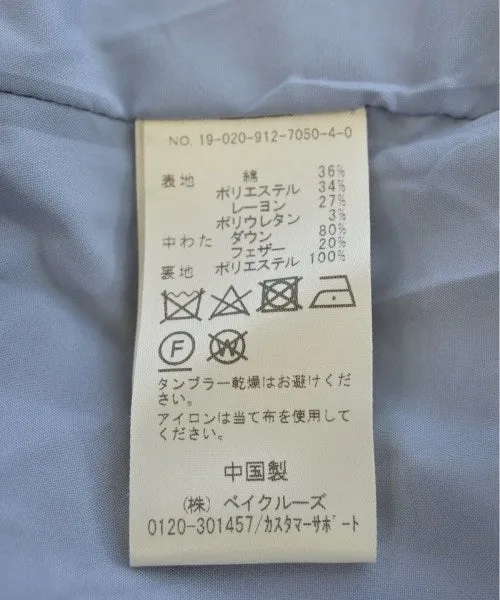 NO. 19-020-912-7050-4-0
表地 綿 36%
ポリエステル 34%
レーヨン 27%
ポリウレタン 3%
中わた ダウン 80%
フェザー 20%
裏地 ポリエステル 100%
F W
タンブラー乾燥はお避けくだ
さい。
アイロンは当て布を使用して
ください。
中国製
(株) ベイクルーズ
0120-301457/カスタマーサポート